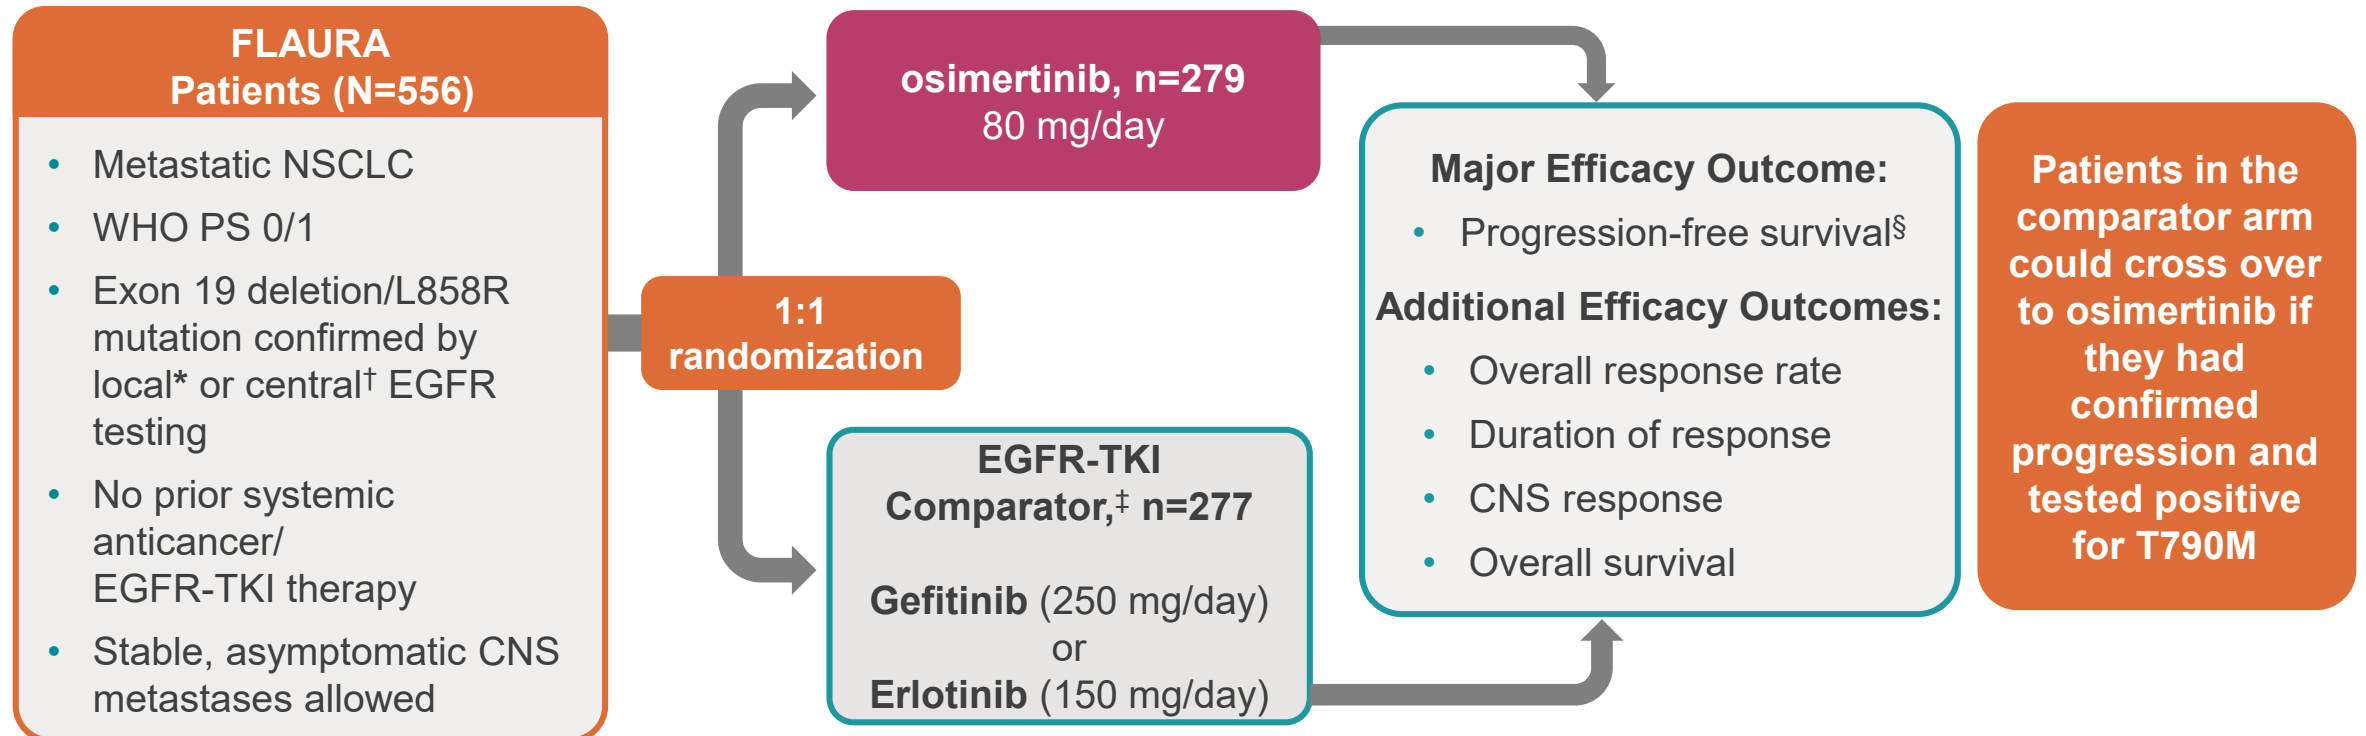 FLAURA
Patients (N=556)
• Metastatic NSCLC
• WHO PS 0/1
• Exon 19 deletion/L858R
mutation confirmed by
local* or central† EGFR
testing
• No prior systemic
anticancer/
EGFR-TKI therapy
• Stable, asymptomatic CNS
metastases allowed
1:1
randomization
osimertinib, n=279
80 mg/day
EGFR-TKI
Comparator,‡ n=277
Gefitinib (250 mg/day)
or
Erlotinib (150 mg/day)
Major Efficacy Outcome:
• Progression-free survival§
Additional Efficacy Outcomes:
• Overall response rate
• Duration of response
• CNS response
• Overall survival
Patients in the
comparator arm
could cross over
to osimertinib if
they had
confirmed
progression and
tested positive
for T790M